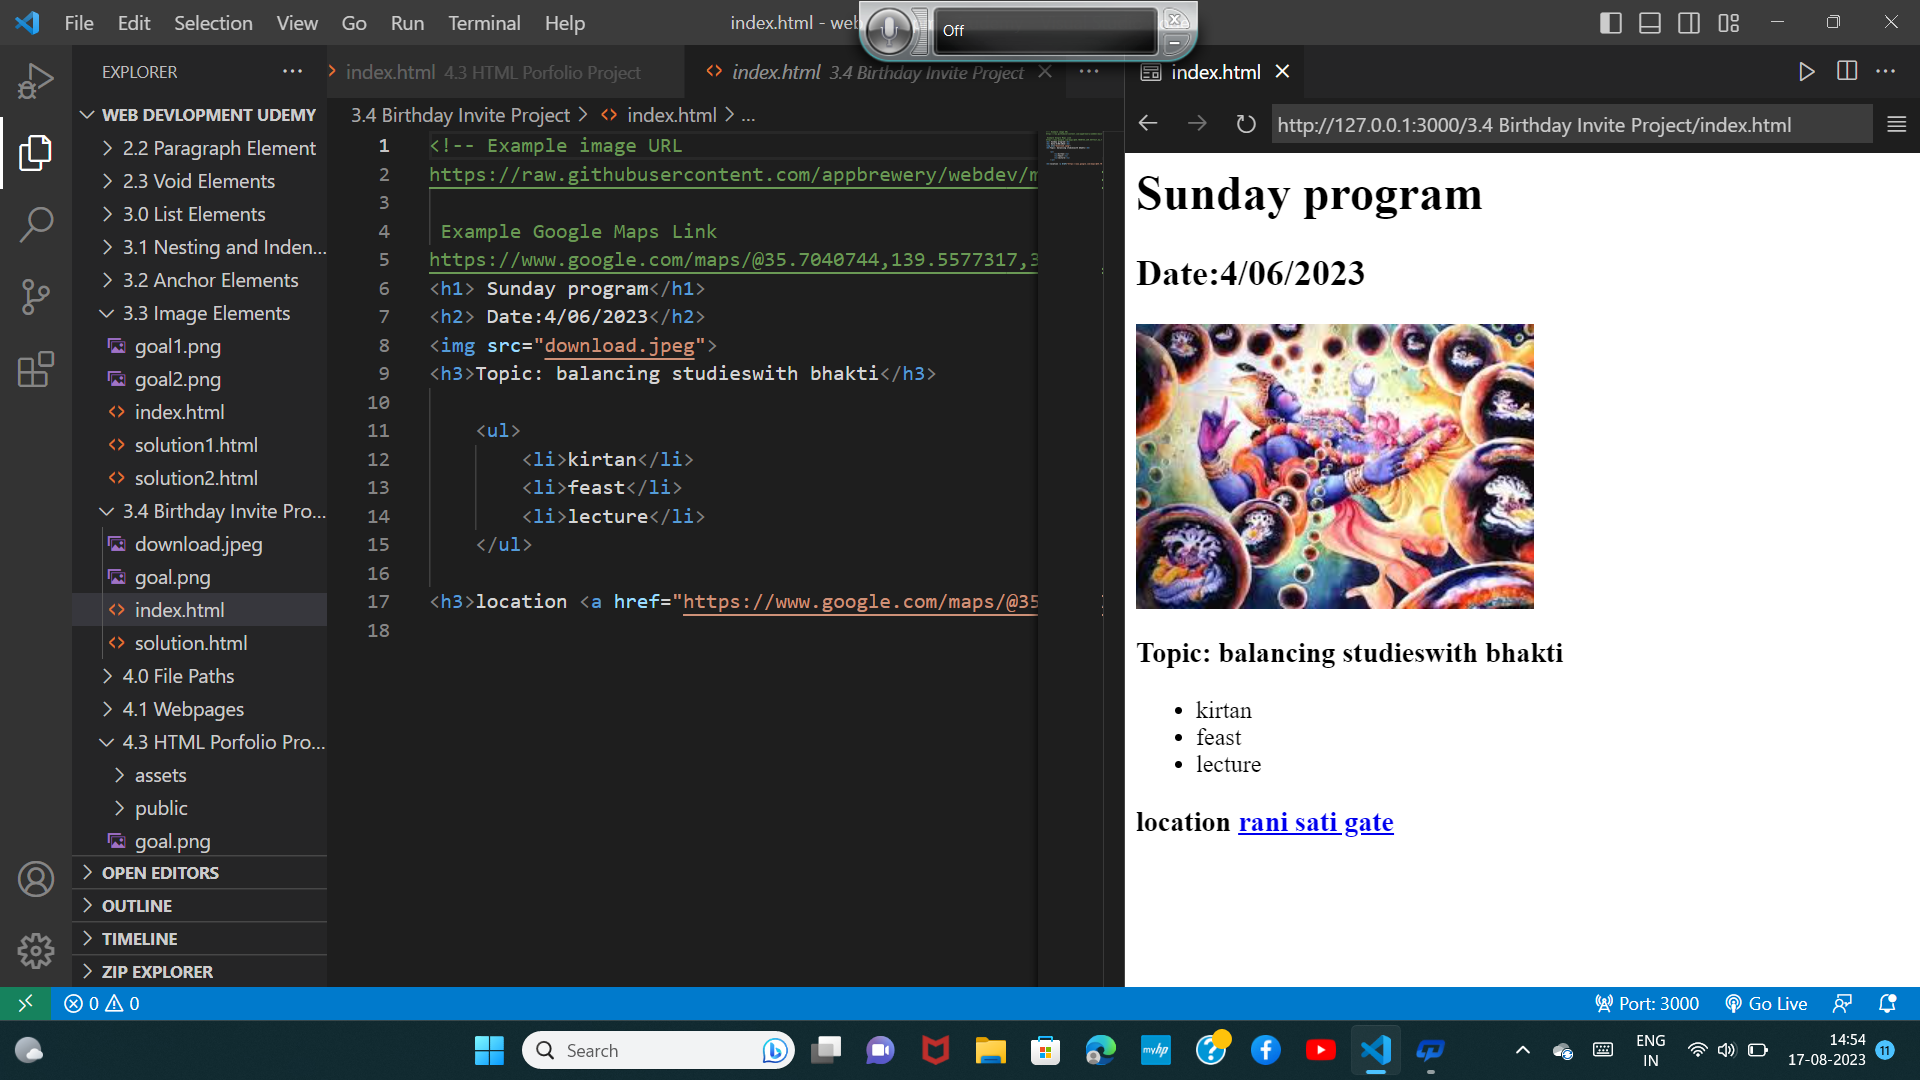 File Edit Selection View Go Run Terminal Help
index.html - web
Off
EXPLORER
index.html 4.3 HTML Porfolio Project
index.html 3.4 Birthday Invite Project
index.html
WEB DEVLOPMENT UDEMY
2.2 Paragraph Element
2.3 Void Elements
3.0 List Elements
3.1 Nesting and Inden...
3.2 Anchor Elements
3.3 Image Elements
goal1.png
goal2.png
index.html
solution1.html
solution2.html
3.4 Birthday Invite Pro...
download.jpeg
goal.png
index.html
solution.html
4.0 File Paths
4.1 Webpages
4.3 HTML Porfolio Pro...
assets
public
goal.png
OPEN EDITORS
OUTLINE
TIMELINE
ZIP EXPLORER
3.4 Birthday Invite Project > index.html > ...
1 <!-- Example image URL
2 https://raw.githubusercontent.com/appbrewery/webdev/m
3
4 Example Google Maps Link
5 https://www.google.com/maps/@35.7040744,139.5577317,3
6 <h1> Sunday program</h1>
7 <h2> Date:4/06/2023</h2>
8 <img src="download.jpeg">
9 <h3>Topic: balancing studieswith bhakti</h3>
10
11 <ul>
12 <li>kirtan</li>
13 <li>feast</li>
14 <li>lecture</li>
15 </ul>
16
17 <h3>location <a href="https://www.google.com/maps/@35
18
http://127.0.0.1:3000/3.4 Birthday Invite Project/index.html
Sunday program
Date:4/06/2023
Topic: balancing studieswith bhakti
• kirtan
• feast
• lecture
location rani sati gate
0 0
Port: 3000 Go Live
Search
myhp
ENG
IN
14:54
17-08-2023
11